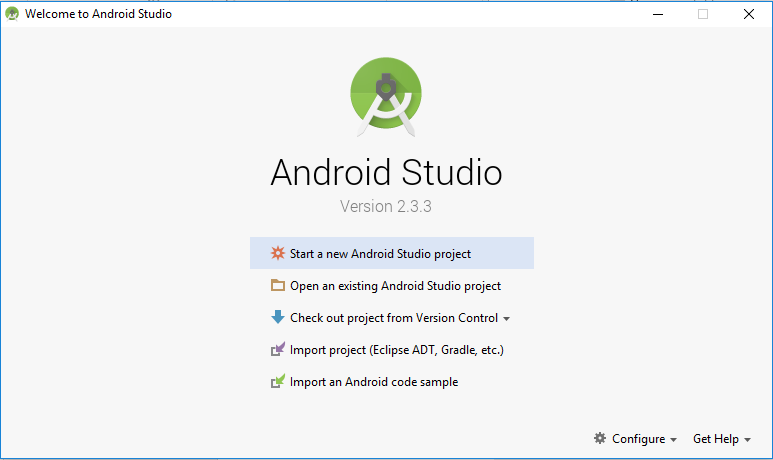 Welcome to Android Studio
Android Studio
Version 2.3.3
Start a new Android Studio project
Open an existing Android Studio project
Check out project from Version Control
Import project (Eclipse ADT, Gradle, etc.)
Import an Android code sample
Configure Get Help